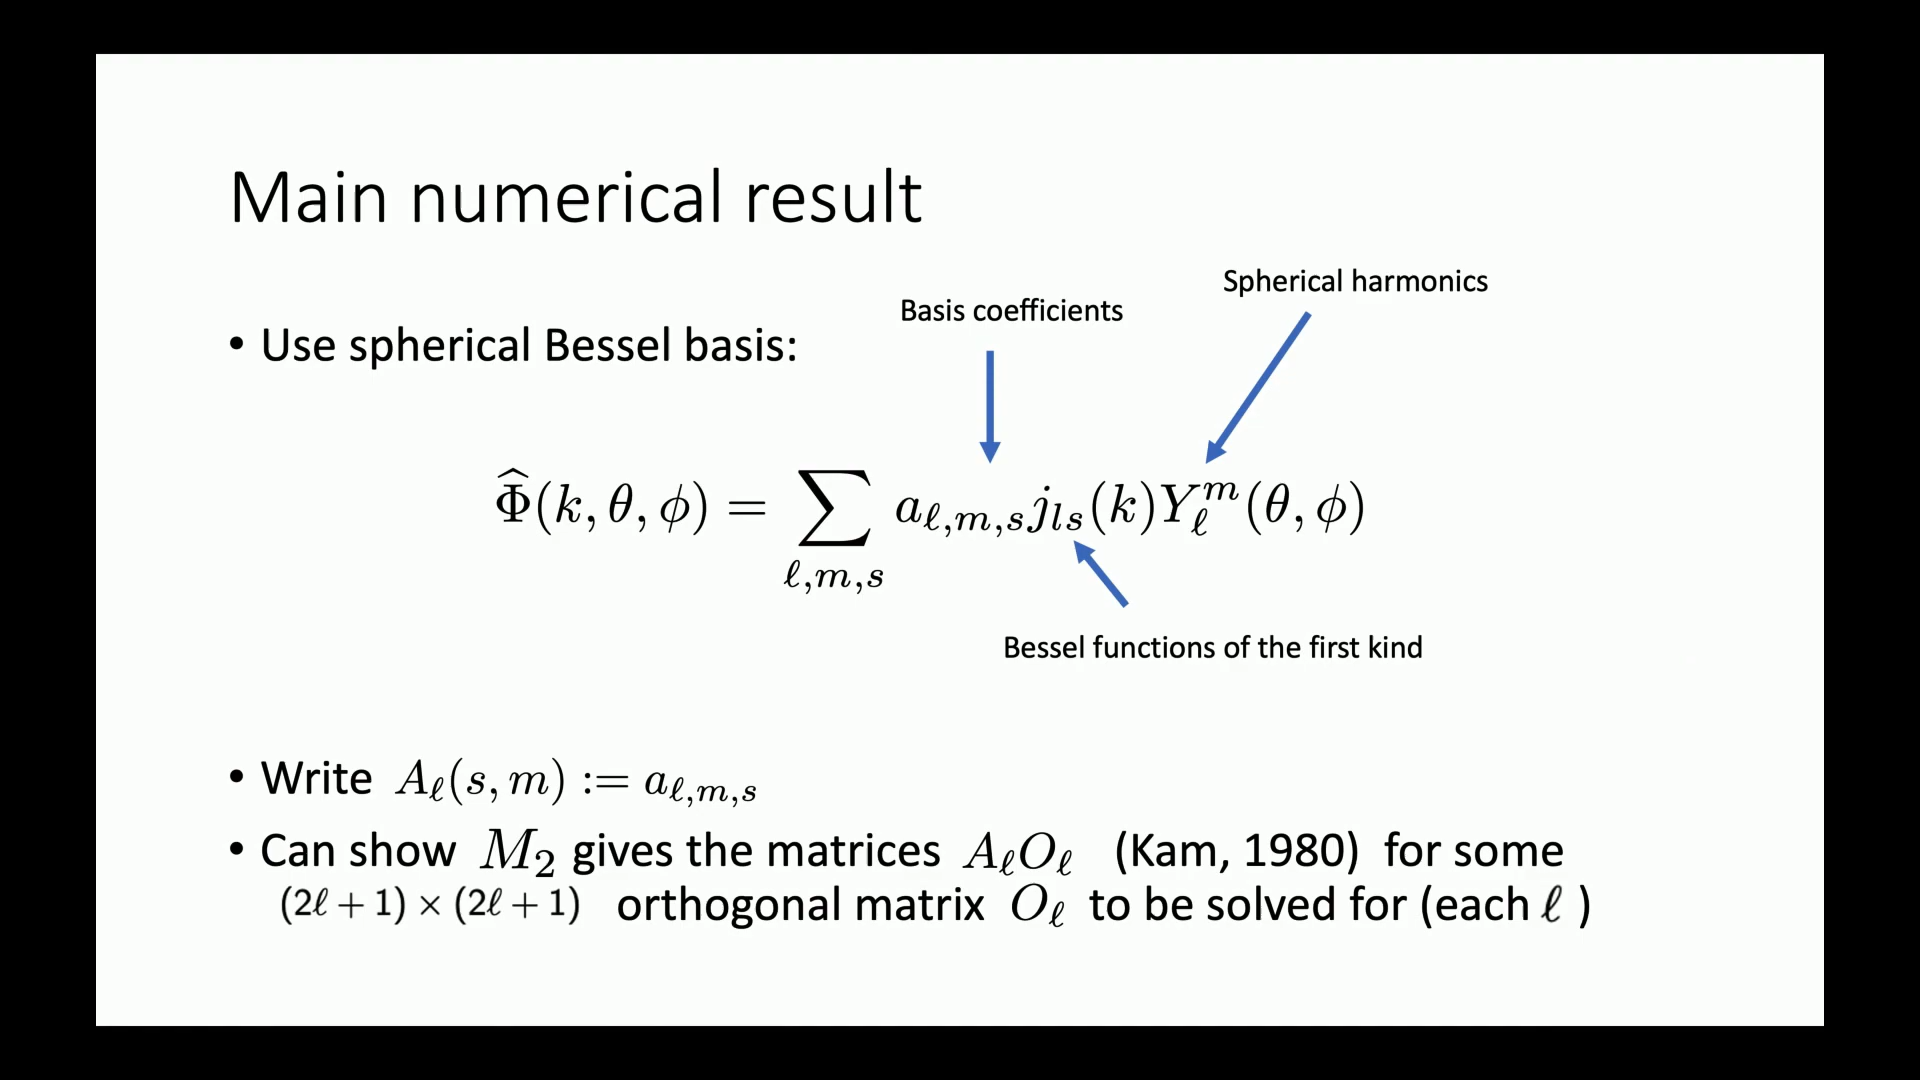 Main numerical result
Spherical harmonics
Basis coefficients
• Use spherical Bessel basis:
$\widehat{\Phi}(k, \theta, \phi) = \sum_{\ell,m,s} a_{\ell,m,s} j_{ls}(k) Y_\ell^m(\theta, \phi)$
Bessel functions of the first kind
• Write $A_\ell(s, m) := a_{\ell,m,s}$
• Can show $M_2$ gives the matrices $A_\ell O_\ell$ (Kam, 1980) for some
$(2\ell + 1) \times (2\ell + 1)$ orthogonal matrix $O_\ell$ to be solved for (each $\ell$ )